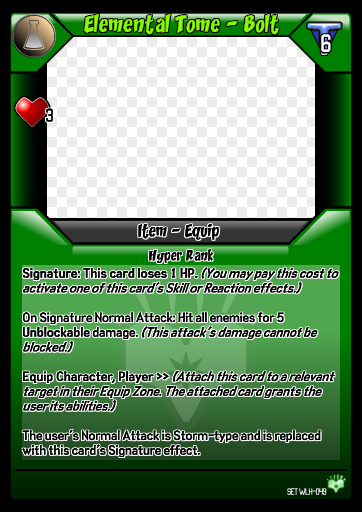 Elemental Tome - Bolt
6
3
Item - Equip
Hyper Rank
Signature: This card loses 1 HP. (You may pay this cost to
activate one of this card's Skill or Reaction effects.)
On Signature Normal Attack: Hit all enemies for 5
Unblockable damage. (This attack's damage cannot be
blocked.)
Equip Character, Player >> (Attach this card to a relevant
target in their Equip Zone. The attached card grants the
user its abilities.)
The user's Normal Attack is Storm-type and is replaced
with this card's Signature effect.
SET WLH-049